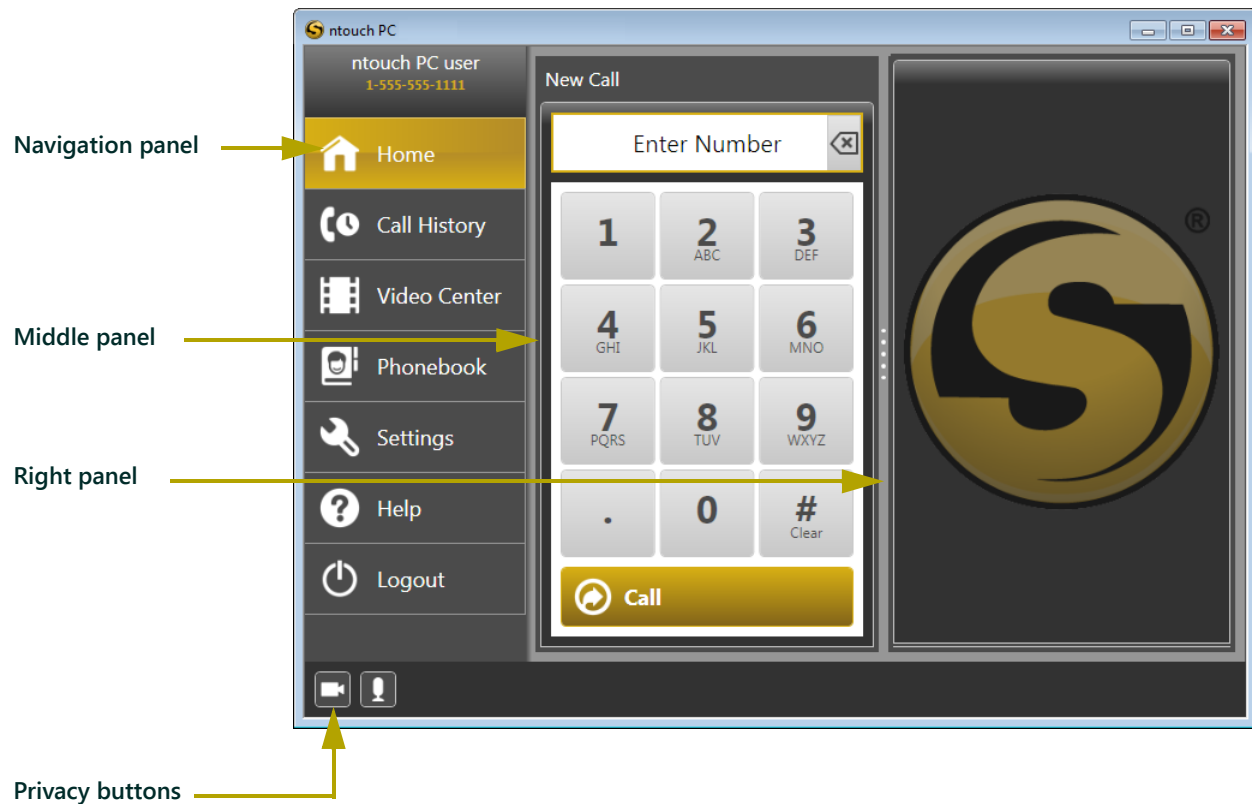 ntouch PC
ntouch PC user
1-555-555-1111
Navigation panel
Home
Call History
Video Center
Middle panel
Phonebook
Settings
Right panel
Help
Logout
New Call
Enter Number
1
2
ABC
3
DEF
4
GHI
5
JKL
6
MNO
7
PQRS
8
TUV
9
WXYZ
.
0
#
Clear
Call
S
®
Privacy buttons